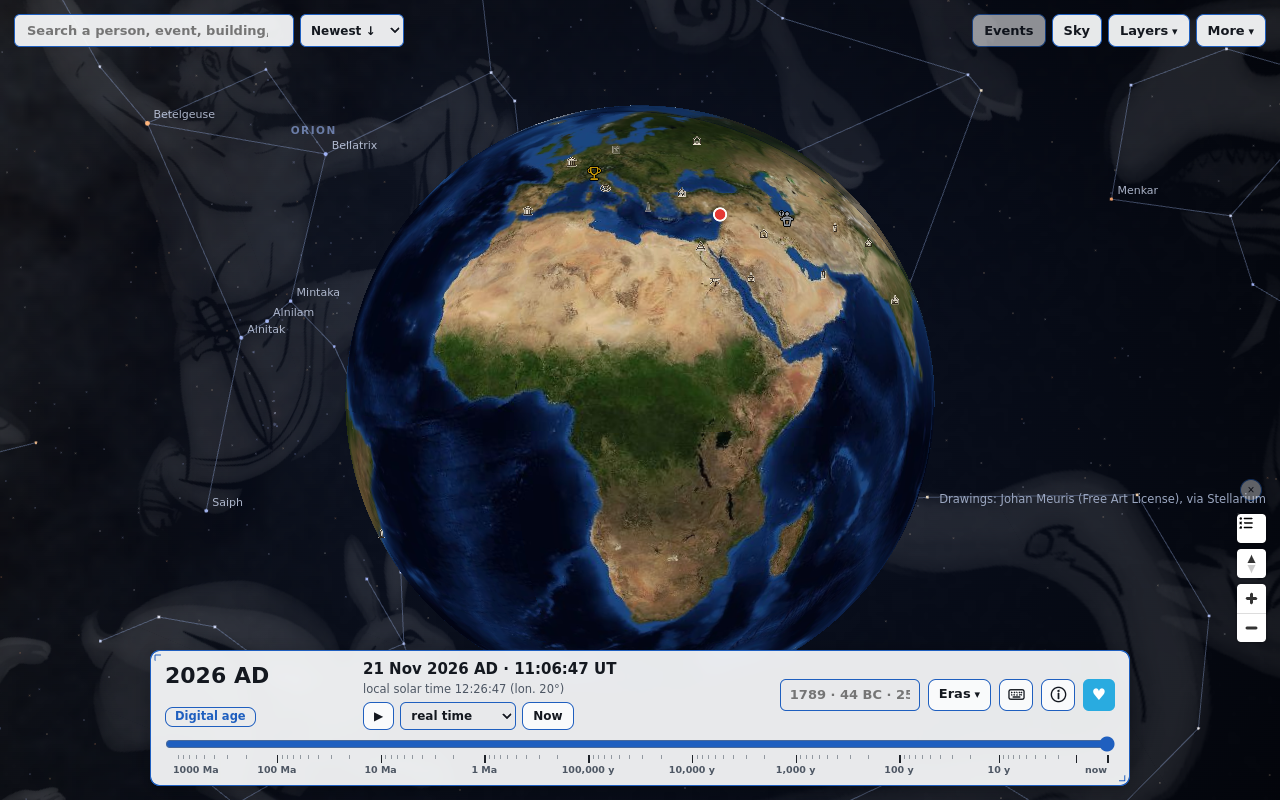 Search a person, event, building,
Newest ↓
Events
Sky
Layers ▾
More ▾
Betelgeuse
ORION
Bellatrix
Menkar
Mintaka
Alnilam
Alnitak
Saiph
Drawings: Johan Meuris (Free Art License), via Stellarium
2026 AD
21 Nov 2026 AD · 11:06:47 UT
local solar time 12:26:47 (lon. 20°)
Digital age
real time
Now
1789 · 44 BC · 25
Eras ▾
1000 Ma
100 Ma
10 Ma
1 Ma
100,000 y
10,000 y
1,000 y
100 y
10 y
now